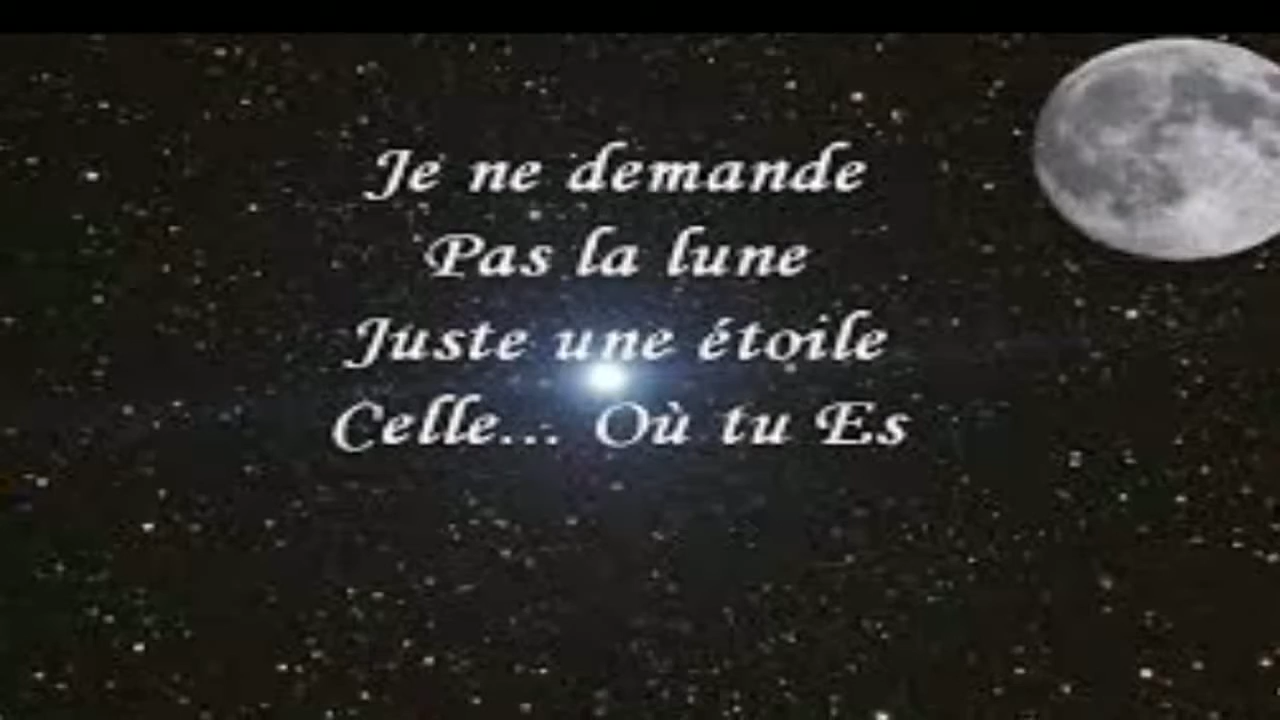 Je ne demande
Pas la lune
Juste une étoile
Celle... Où tu Es